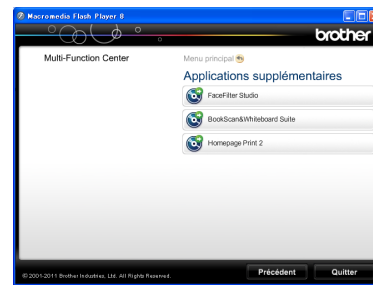 Macromedia Flash Player 8
brother
Multi-Function Center
Menu principal
Applications supplémentaires
FaceFilter Studio
BookScan&Whiteboard Suite
Homepage Print 2
© 2001-2011 Brother Industries, Ltd. All Rights Reserved.
Précédent
Quitter